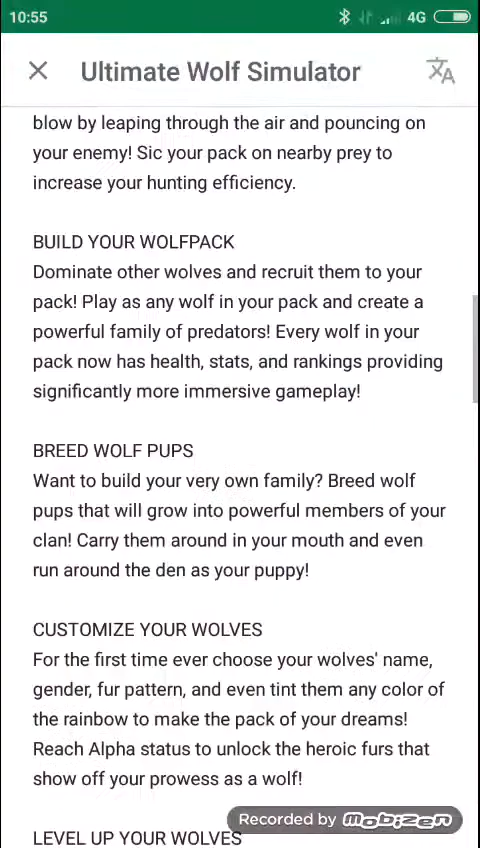 10:55
4G
Ultimate Wolf Simulator
blow by leaping through the air and pouncing on
your enemy! Sic your pack on nearby prey to
increase your hunting efficiency.
BUILD YOUR WOLFPACK
Dominate other wolves and recruit them to your
pack! Play as any wolf in your pack and create a
powerful family of predators! Every wolf in your
pack now has health, stats, and rankings providing
significantly more immersive gameplay!
BREED WOLF PUPS
Want to build your very own family? Breed wolf
pups that will grow into powerful members of your
clan! Carry them around in your mouth and even
run around the den as your puppy!
CUSTOMIZE YOUR WOLVES
For the first time ever choose your wolves' name,
gender, fur pattern, and even tint them any color of
the rainbow to make the pack of your dreams!
Reach Alpha status to unlock the heroic furs that
show off your prowess as a wolf!
Recorded by mobizen
LEVEL UP YOUR WOLVES